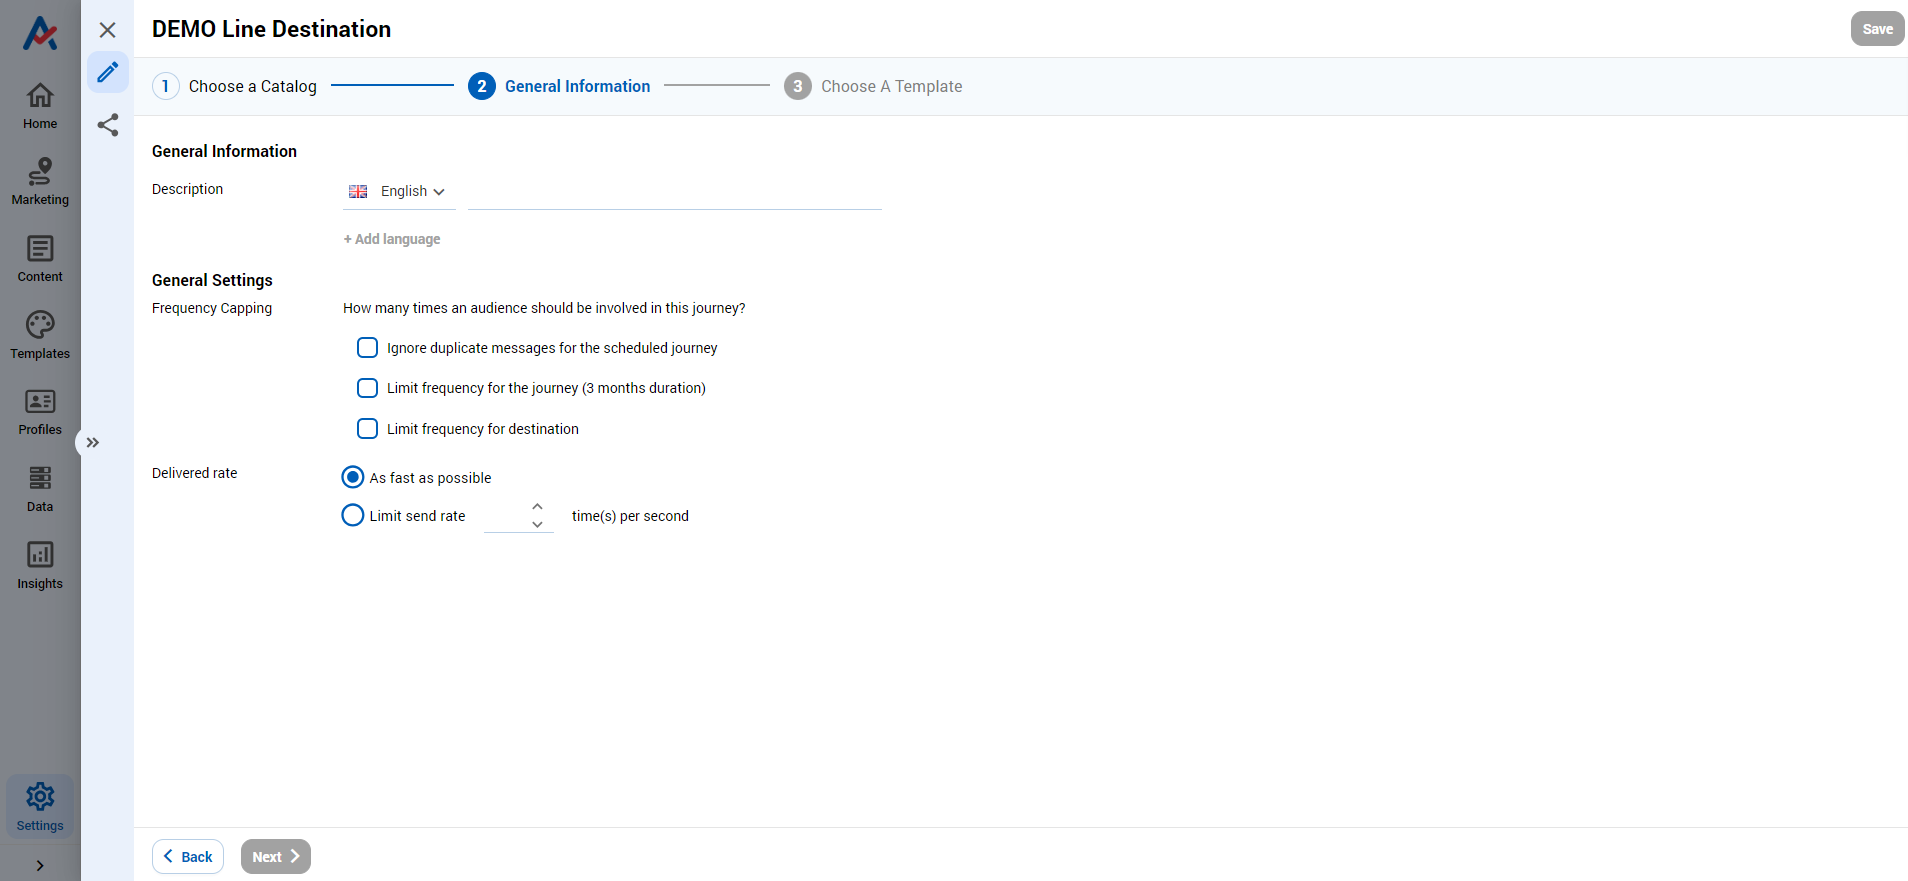 DEMO Line Destination
Save
1 Choose a Catalog 2 General Information 3 Choose A Template
Home
Marketing
Content
Templates
Profiles
Data
Insights
Settings
General Information
Description English
+ Add language
General Settings
Frequency Capping How many times an audience should be involved in this journey?
Ignore duplicate messages for the scheduled journey
Limit frequency for the journey (3 months duration)
Limit frequency for destination
Delivered rate As fast as possible
Limit send rate time(s) per second
Back Next